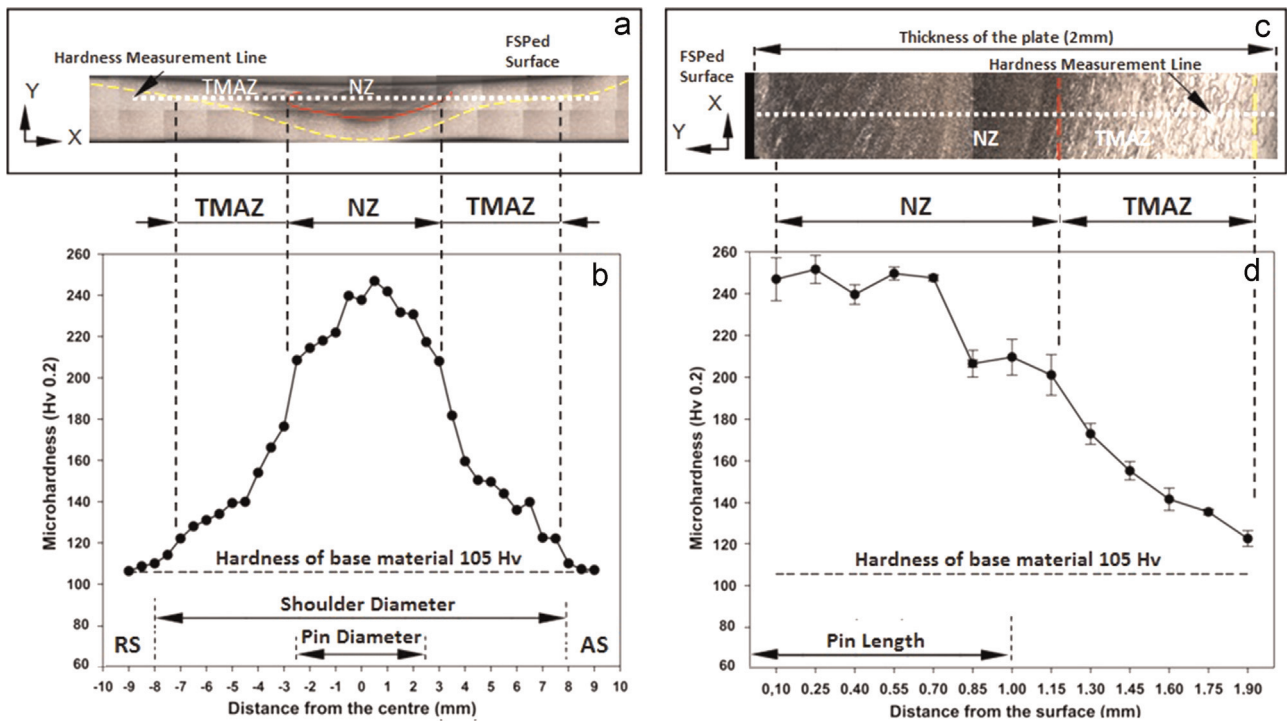 a
Hardness Measurement Line
FSPed
Surface
TMAZ
NZ
Y
X
TMAZ
NZ
TMAZ
b
260
240
220
200
180
160
140
120
100
80
60
Microhardness (Hv 0.2)
Hardness of base material 105 Hv
Shoulder Diameter
Pin Diameter
RS
AS
-10 -9 -8 -7 -6 -5 -4 -3 -2 -1 0 1 2 3 4 5 6 7 8 9 10
Distance from the centre (mm)
c
Thickness of the plate (2mm)
FSPed
Surface
Hardness Measurement Line
X
Y
NZ
TMAZ
NZ
TMAZ
d
260
240
220
200
180
160
140
120
100
80
60
Microhardness (Hv 0.2)
Hardness of base material 105 Hv
Pin Length
0,10 0.25 0.40 0.55 0.70 0.85 1.00 1.15 1.30 1.45 1.60 1.75 1.90
Distance from the surface (mm)